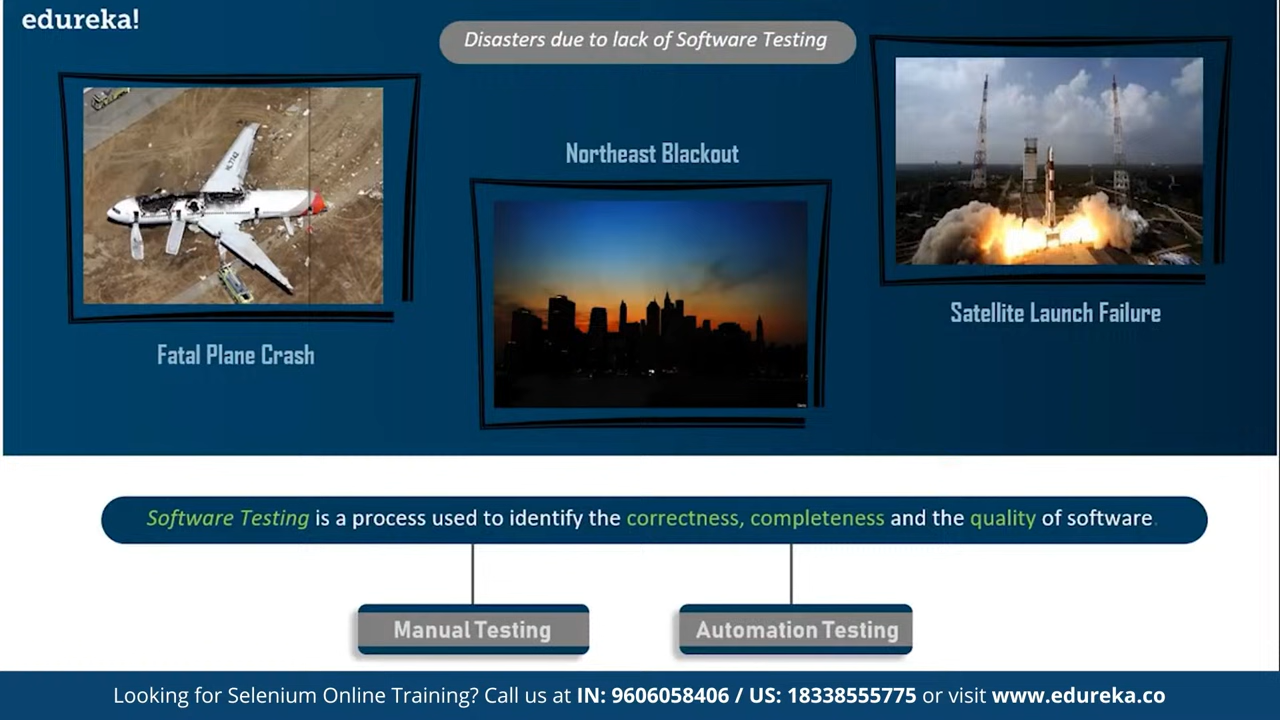 edureka!
Disasters due to lack of Software Testing
HL7742
Fatal Plane Crash
Northeast Blackout
Satellite Launch Failure
Software Testing is a process used to identify the correctness, completeness and the quality of software.
Manual Testing
Automation Testing
Looking for Selenium Online Training? Call us at IN: 9606058406 / US: 18338555775 or visit www.edureka.co